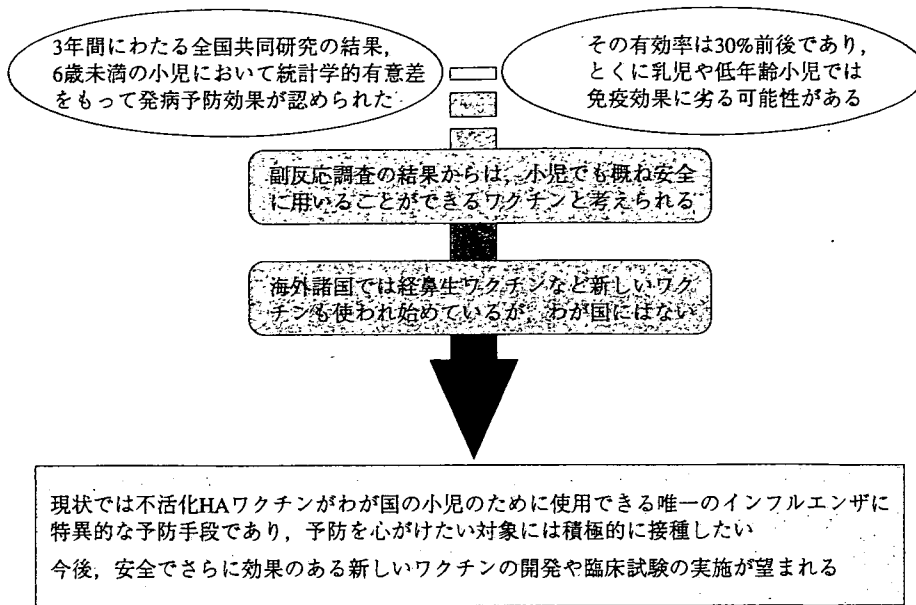 3年間にわたる全国共同研究の結果，
6歳未満の小児において統計学的有意差
をもって発病予防効果が認められた
その有効率は30%前後であり，
とくに乳児や低年齢小児では
免疫効果に劣る可能性がある
副反応調査の結果からは，小児でも概ね安全
に用いることができるワクチンと考えられる
海外諸国では経鼻生ワクチンなど新しいワク
チンも使われ始めているが，わが国にはない
現状では不活化HAワクチンがわが国の小児のために使用できる唯一のインフルエンザに
特異的な予防手段であり，予防を心がけたい対象には積極的に接種したい
今後，安全でさらに効果のある新しいワクチンの開発や臨床試験の実施が望まれる